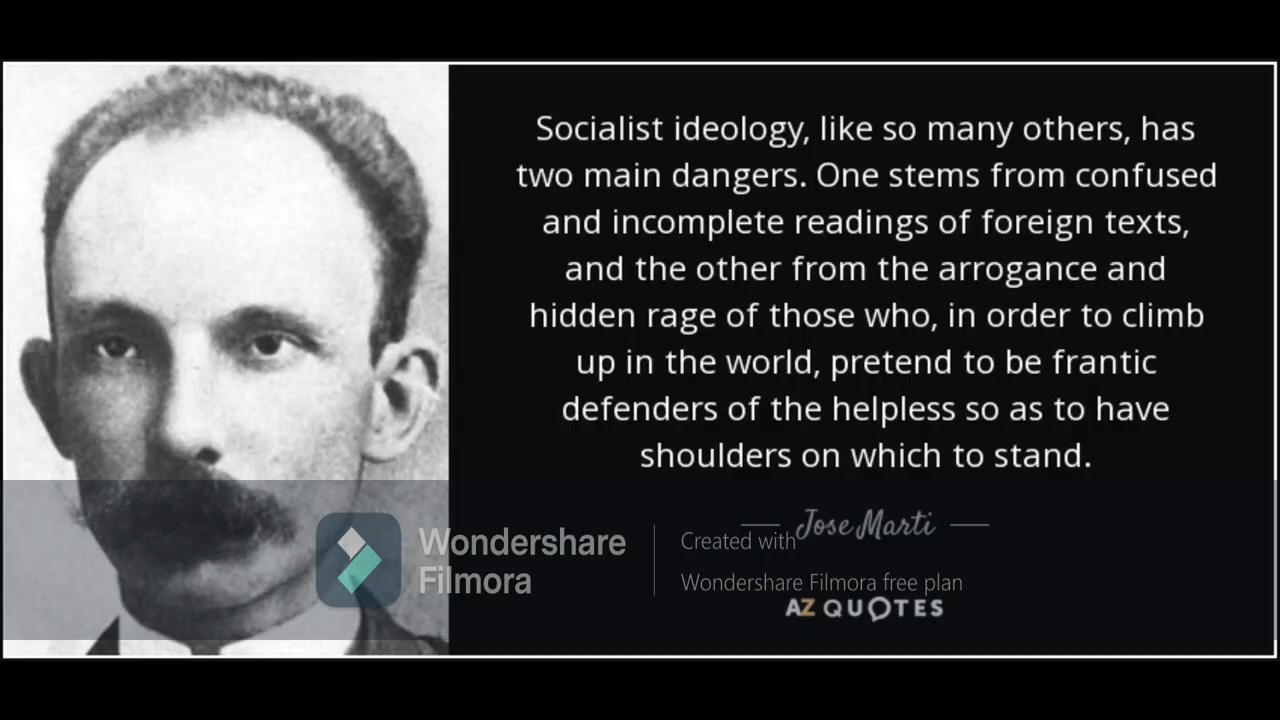 Socialist ideology, like so many others, has
two main dangers. One stems from confused
and incomplete readings of foreign texts,
and the other from the arrogance and
hidden rage of those who, in order to climb
up in the world, pretend to be frantic
defenders of the helpless so as to have
shoulders on which to stand.
Jose Marti
Wondershare
Filmora
Created with
Wondershare Filmora free plan
AZ QUOTES